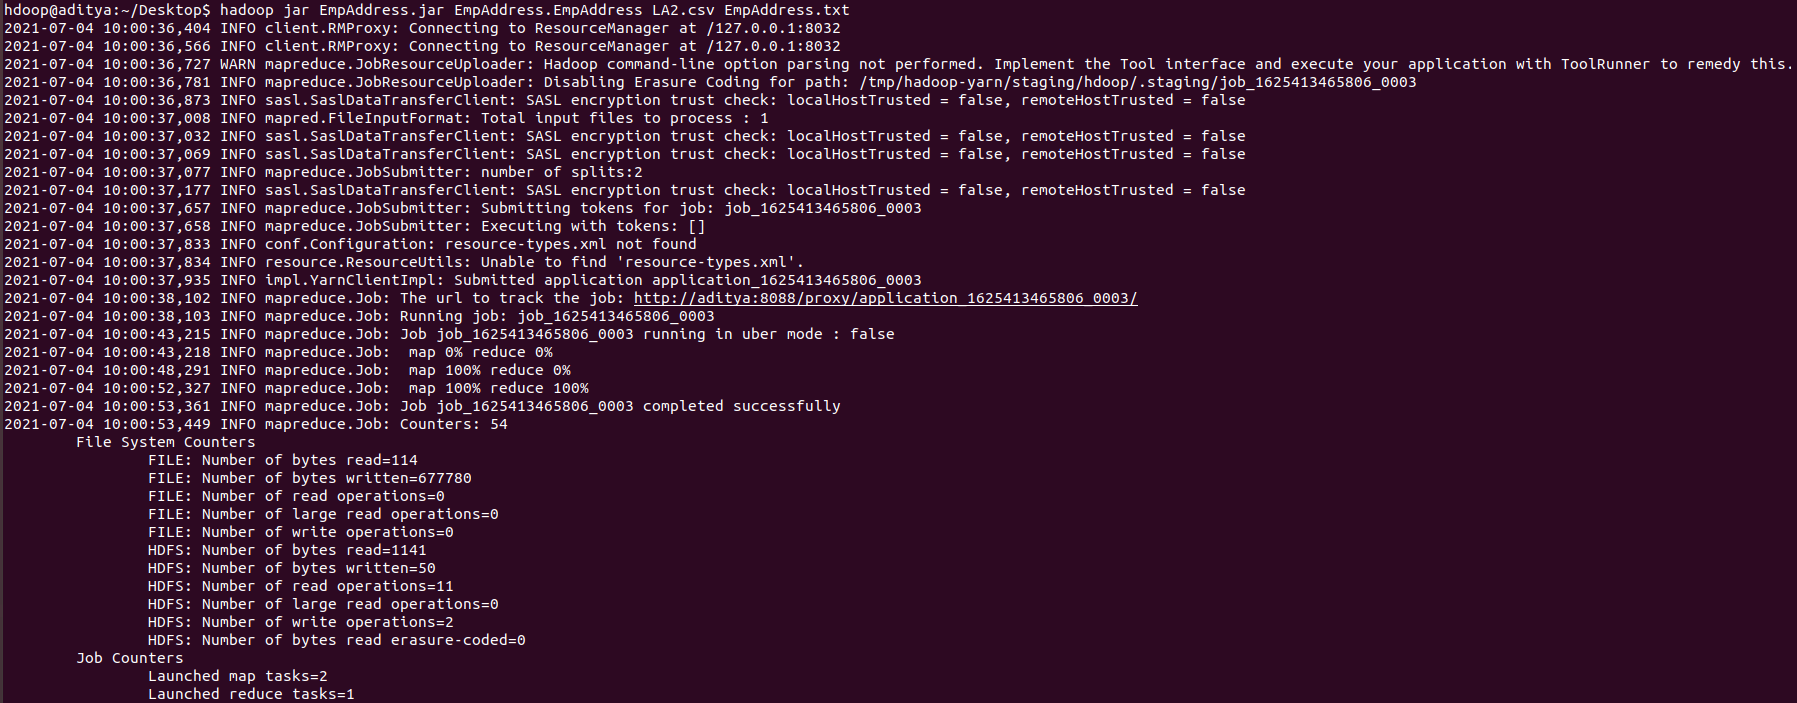 hdoop@aditya:~/Desktop$ hadoop jar EmpAddress.jar EmpAddress.EmpAddress LA2.csv EmpAddress.txt
2021-07-04 10:00:36,404 INFO client.RMProxy: Connecting to ResourceManager at /127.0.0.1:8032
2021-07-04 10:00:36,566 INFO client.RMProxy: Connecting to ResourceManager at /127.0.0.1:8032
2021-07-04 10:00:36,727 WARN mapreduce.JobResourceUploader: Hadoop command-line option parsing not performed. Implement the Tool interface and execute your application with ToolRunner to remedy this.
2021-07-04 10:00:36,781 INFO mapreduce.JobResourceUploader: Disabling Erasure Coding for path: /tmp/hadoop-yarn/staging/hdoop/.staging/job_1625413465806_0003
2021-07-04 10:00:36,873 INFO sasl.SaslDataTransferClient: SASL encryption trust check: localHostTrusted = false, remoteHostTrusted = false
2021-07-04 10:00:37,008 INFO mapred.FileInputFormat: Total input files to process : 1
2021-07-04 10:00:37,032 INFO sasl.SaslDataTransferClient: SASL encryption trust check: localHostTrusted = false, remoteHostTrusted = false
2021-07-04 10:00:37,069 INFO sasl.SaslDataTransferClient: SASL encryption trust check: localHostTrusted = false, remoteHostTrusted = false
2021-07-04 10:00:37,077 INFO mapreduce.JobSubmitter: number of splits:2
2021-07-04 10:00:37,177 INFO sasl.SaslDataTransferClient: SASL encryption trust check: localHostTrusted = false, remoteHostTrusted = false
2021-07-04 10:00:37,657 INFO mapreduce.JobSubmitter: Submitting tokens for job: job_1625413465806_0003
2021-07-04 10:00:37,658 INFO mapreduce.JobSubmitter: Executing with tokens: []
2021-07-04 10:00:37,833 INFO conf.Configuration: resource-types.xml not found
2021-07-04 10:00:37,834 INFO resource.ResourceUtils: Unable to find 'resource-types.xml'.
2021-07-04 10:00:37,935 INFO impl.YarnClientImpl: Submitted application application_1625413465806_0003
2021-07-04 10:00:38,102 INFO mapreduce.Job: The url to track the job: http://aditya:8088/proxy/application_1625413465806_0003/
2021-07-04 10:00:38,103 INFO mapreduce.Job: Running job: job_1625413465806_0003
2021-07-04 10:00:43,215 INFO mapreduce.Job: Job job_1625413465806_0003 running in uber mode : false
2021-07-04 10:00:43,218 INFO mapreduce.Job:  map 0% reduce 0%
2021-07-04 10:00:48,291 INFO mapreduce.Job:  map 100% reduce 0%
2021-07-04 10:00:52,327 INFO mapreduce.Job:  map 100% reduce 100%
2021-07-04 10:00:53,361 INFO mapreduce.Job: Job job_1625413465806_0003 completed successfully
2021-07-04 10:00:53,449 INFO mapreduce.Job: Counters: 54
File System Counters
FILE: Number of bytes read=114
FILE: Number of bytes written=677780
FILE: Number of read operations=0
FILE: Number of large read operations=0
FILE: Number of write operations=0
HDFS: Number of bytes read=1141
HDFS: Number of bytes written=50
HDFS: Number of read operations=11
HDFS: Number of large read operations=0
HDFS: Number of write operations=2
HDFS: Number of bytes read erasure-coded=0
Job Counters
Launched map tasks=2
Launched reduce tasks=1